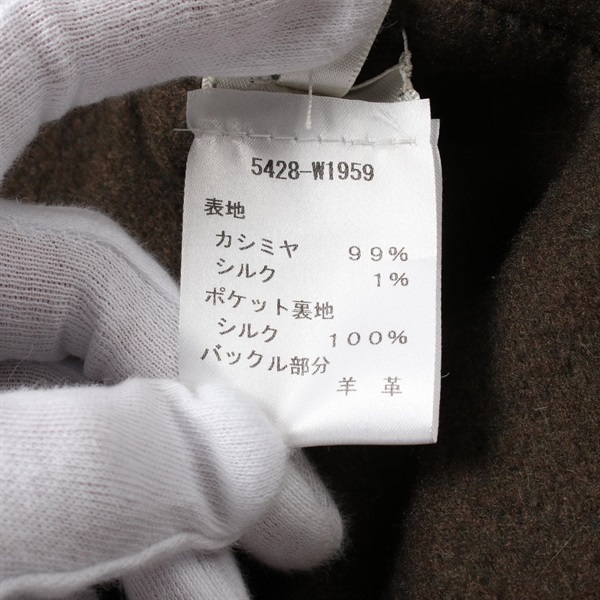 5428-W1959
表地
カシミヤ 99%
シルク 1%
ポケット裏地
シルク 100%
バックル部分
羊革